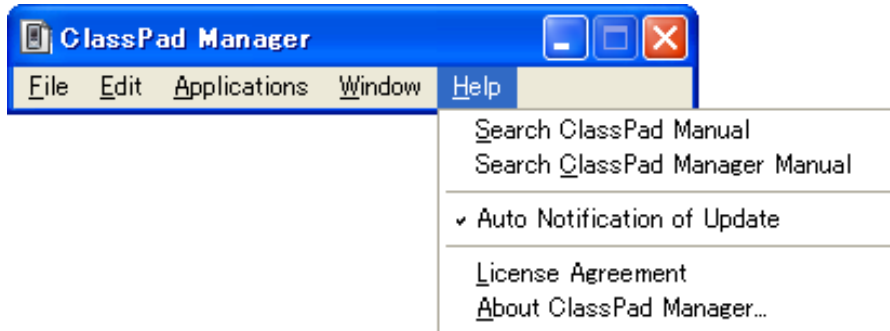 ClassPad Manager
File Edit Applications Window Help
Search ClassPad Manual
Search ClassPad Manager Manual
Auto Notification of Update
License Agreement
About ClassPad Manager...